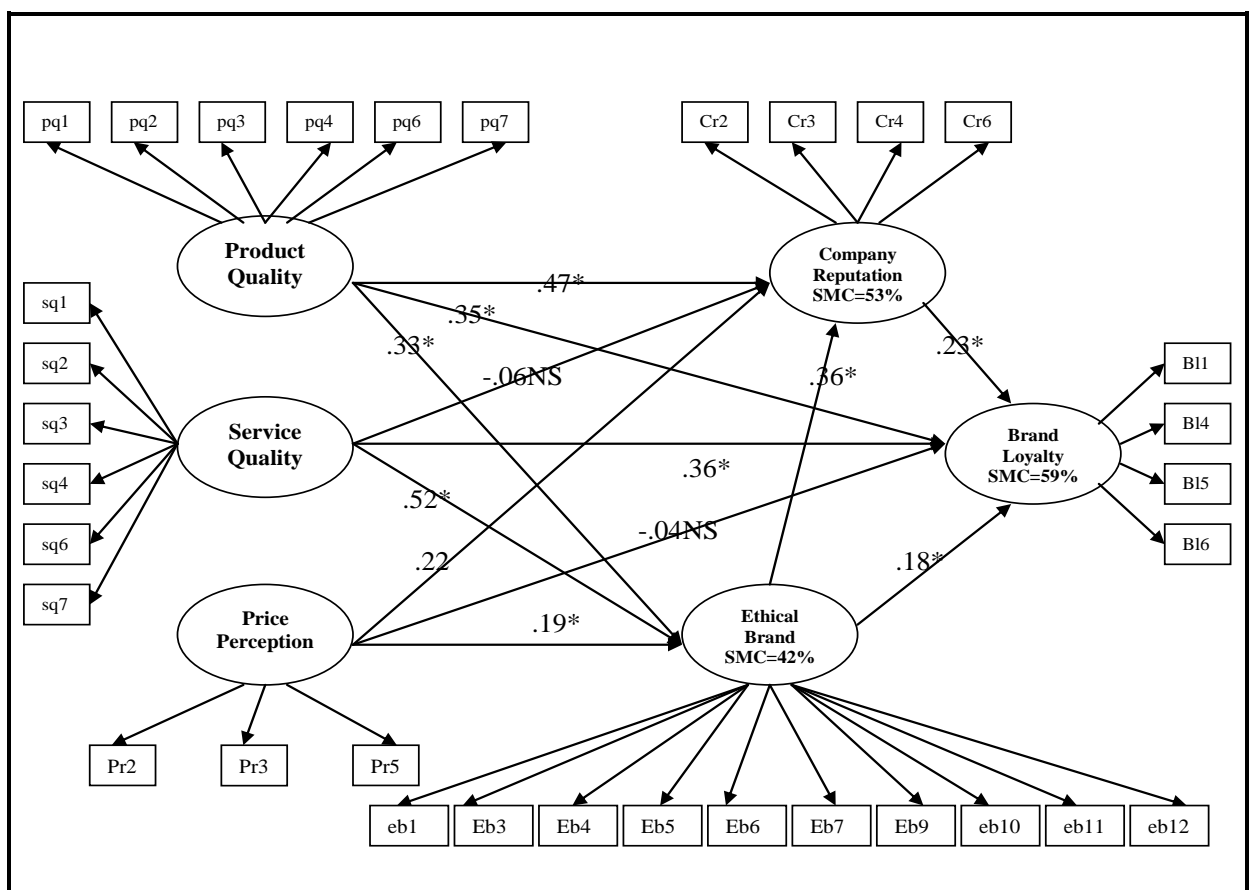 pq1 pq2 pq3 pq4 pq6 pq7 Cr2 Cr3 Cr4 Cr6
Product
Quality
Company
Reputation
SMC=53%
.47*
.35*
.33*
.23*
-.06NS
.36*
sq1
sq2
sq3
sq4
sq6
sq7
Service
Quality
Brand
Loyalty
SMC=59%
Bl1
Bl4
Bl5
Bl6
.36*
.52*
-.04NS
.22
.18*
.19*
Price
Perception
Ethical
Brand
SMC=42%
Pr2 Pr3 Pr5
eb1 Eb3 Eb4 Eb5 Eb6 Eb7 Eb9 eb10 eb11 eb12